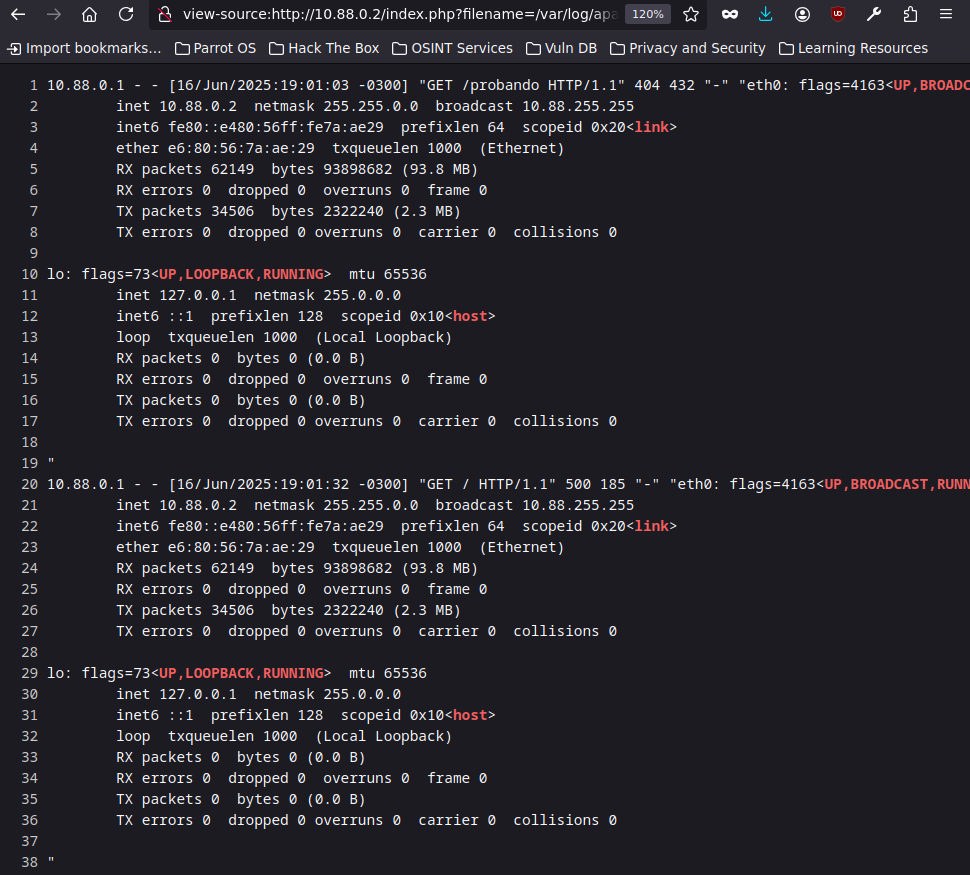 view-source:http://10.88.0.2/index.php?filename=/var/log/apa 120%
Import bookmarks... Parrot OS Hack The Box OSINT Services Vuln DB Privacy and Security Learning Resources
1 10.88.0.1 - - [16/Jun/2025:19:01:03 -0300] "GET /probando HTTP/1.1" 404 432 "-" "eth0: flags=4163<UP,BROADC
2 inet 10.88.0.2 netmask 255.255.0.0 broadcast 10.88.255.255
3 inet6 fe80::e480:56ff:fe7a:ae29 prefixlen 64 scopeid 0x20<link>
4 ether e6:80:56:7a:ae:29 txqueuelen 1000 (Ethernet)
5 RX packets 62149 bytes 93898682 (93.8 MB)
6 RX errors 0 dropped 0 overruns 0 frame 0
7 TX packets 34506 bytes 2322240 (2.3 MB)
8 TX errors 0 dropped 0 overruns 0 carrier 0 collisions 0
9
10 lo: flags=73<UP,LOOPBACK,RUNNING> mtu 65536
11 inet 127.0.0.1 netmask 255.0.0.0
12 inet6 ::1 prefixlen 128 scopeid 0x10<host>
13 loop txqueuelen 1000 (Local Loopback)
14 RX packets 0 bytes 0 (0.0 B)
15 RX errors 0 dropped 0 overruns 0 frame 0
16 TX packets 0 bytes 0 (0.0 B)
17 TX errors 0 dropped 0 overruns 0 carrier 0 collisions 0
18
19 "
20 10.88.0.1 - - [16/Jun/2025:19:01:32 -0300] "GET / HTTP/1.1" 500 185 "-" "eth0: flags=4163<UP,BROADCAST,RUNN
21 inet 10.88.0.2 netmask 255.255.0.0 broadcast 10.88.255.255
22 inet6 fe80::e480:56ff:fe7a:ae29 prefixlen 64 scopeid 0x20<link>
23 ether e6:80:56:7a:ae:29 txqueuelen 1000 (Ethernet)
24 RX packets 62149 bytes 93898682 (93.8 MB)
25 RX errors 0 dropped 0 overruns 0 frame 0
26 TX packets 34506 bytes 2322240 (2.3 MB)
27 TX errors 0 dropped 0 overruns 0 carrier 0 collisions 0
28
29 lo: flags=73<UP,LOOPBACK,RUNNING> mtu 65536
30 inet 127.0.0.1 netmask 255.0.0.0
31 inet6 ::1 prefixlen 128 scopeid 0x10<host>
32 loop txqueuelen 1000 (Local Loopback)
33 RX packets 0 bytes 0 (0.0 B)
34 RX errors 0 dropped 0 overruns 0 frame 0
35 TX packets 0 bytes 0 (0.0 B)
36 TX errors 0 dropped 0 overruns 0 carrier 0 collisions 0
37
38 "